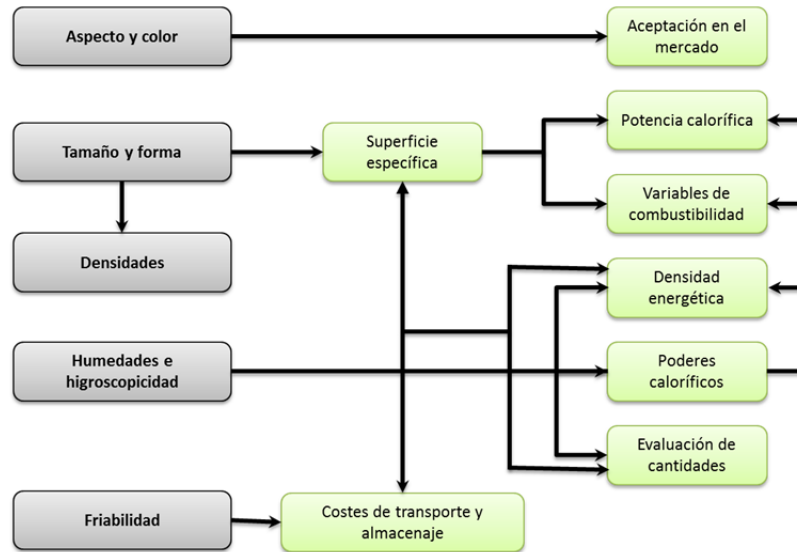 Aspecto y color
Aceptación en el
mercado
Tamaño y forma
Superficie
específica
Potencia calorífica
Variables de
combustibilidad
Densidades
Densidad
energética
Humedades e
higroscopicidad
Poderes
caloríficos
Evaluación de
cantidades
Friabilidad
Costes de transporte y
almacenaje